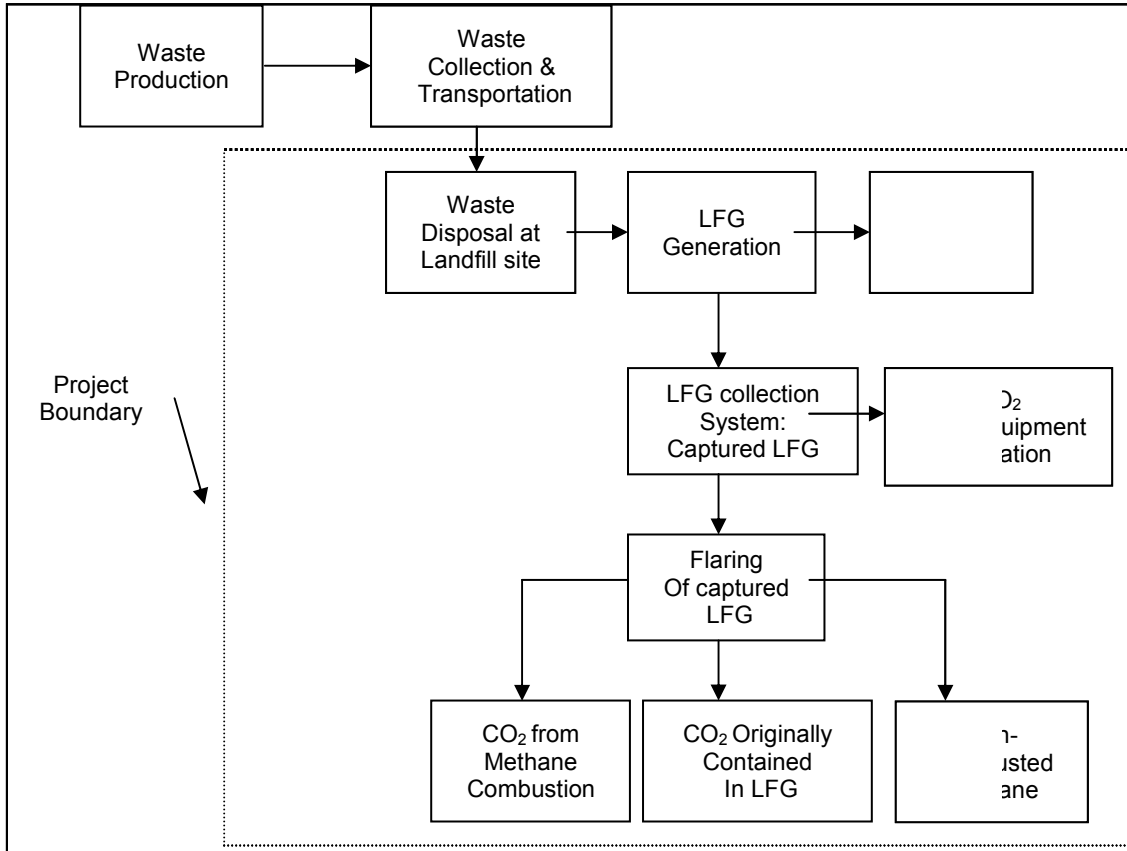 Waste
Production
Waste
Collection &
Transportation
Waste
Disposal at
Landfill site
LFG
Generation
Project
Boundary
LFG collection
System:
Captured LFG
O₂
uipment
ation
Flaring
Of captured
LFG
CO₂ from
Methane
Combustion
CO₂ Originally
Contained
In LFG
n-
usted
ane